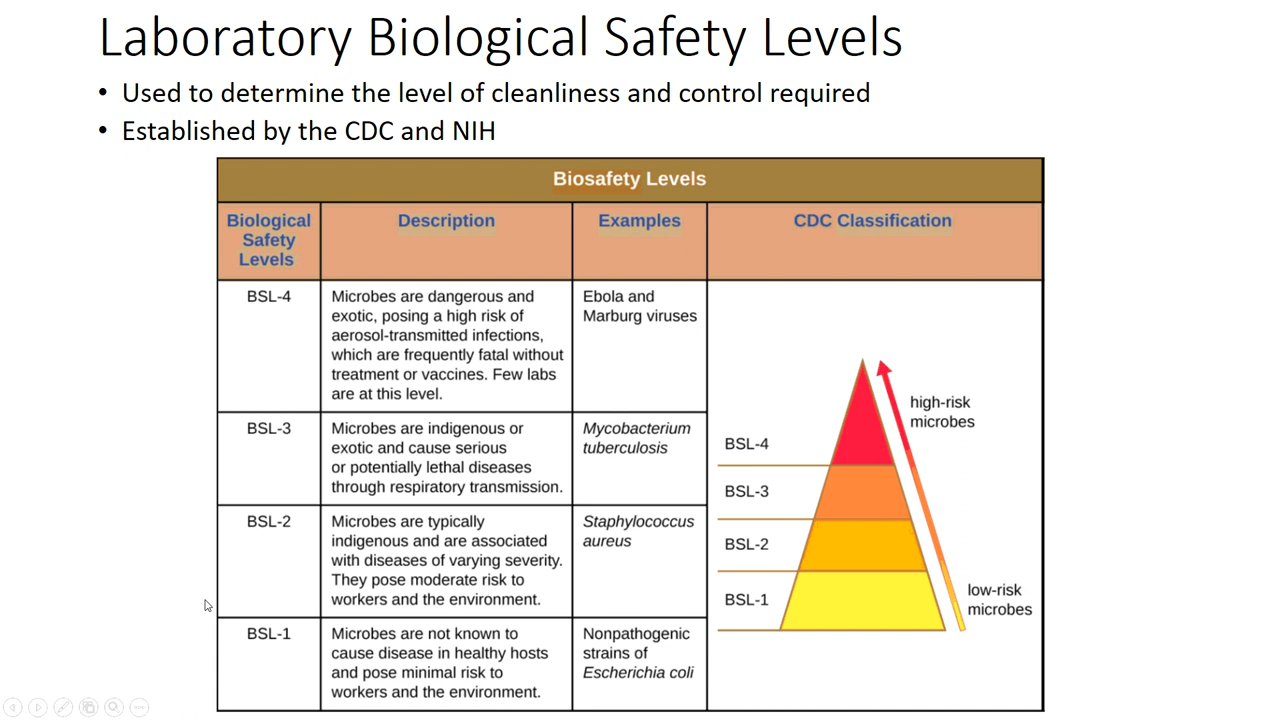 Laboratory Biological Safety Levels
• Used to determine the level of cleanliness and control required
• Established by the CDC and NIH
Biosafety Levels
Biological
Safety
Levels
Description
Examples
CDC Classification
BSL-4
Microbes are dangerous and
exotic, posing a high risk of
aerosol-transmitted infections,
which are frequently fatal without
treatment or vaccines. Few labs
are at this level.
Ebola and
Marburg viruses
BSL-3
Microbes are indigenous or
exotic and cause serious
or potentially lethal diseases
through respiratory transmission.
Mycobacterium
tuberculosis
BSL-2
Microbes are typically
indigenous and are associated
with diseases of varying severity.
They pose moderate risk to
workers and the environment.
Staphylococcus
aureus
BSL-1
Microbes are not known to
cause disease in healthy hosts
and pose minimal risk to
workers and the environment.
Nonpathogenic
strains of
Escherichia coli
high-risk
microbes
BSL-4
BSL-3
BSL-2
BSL-1
low-risk
microbes